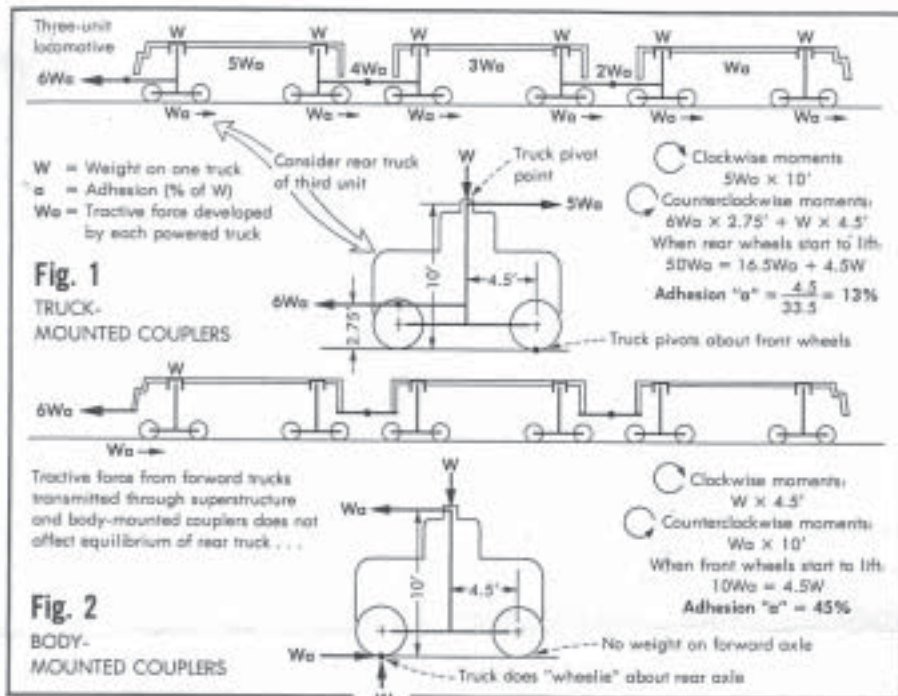 Three-unit
locomotive
W
W
W
W
W
W
6Wa
5Wa
4Wa
3Wa
2Wa
Wa
Wa
Wa
Wa
Wa
Wa
Wa
W = Weight on one truck
a = Adhesion (% of W)
Wa = Tractive force developed
by each powered truck
Consider rear truck
of third unit
W
Truck pivot
point
5Wa
10'
4.5'
6Wa
2.75'
Truck pivots about front wheels
Clockwise moments
5Wa × 10'
Counterclockwise moments:
6Wa × 2.75' + W × 4.5'
When rear wheels start to lift:
50Wa = 16.5Wa + 4.5W
Adhesion "a" = 4.5
33.5 = 13%
Fig. 1
TRUCK-
MOUNTED COUPLERS
W
6Wa
Wa
Tractive force from forward trucks
transmitted through superstructure
and body-mounted couplers does not
affect equilibrium of rear truck . . .
W
Wa
10'
4.5'
Wa
W
No weight on forward axle
Truck does "wheelie" about rear axle
Clockwise moments:
W × 4.5'
Counterclockwise moments:
Wa × 10'
When front wheels start to lift:
10Wa = 4.5W
Adhesion "a" = 45%
Fig. 2
BODY-
MOUNTED COUPLERS